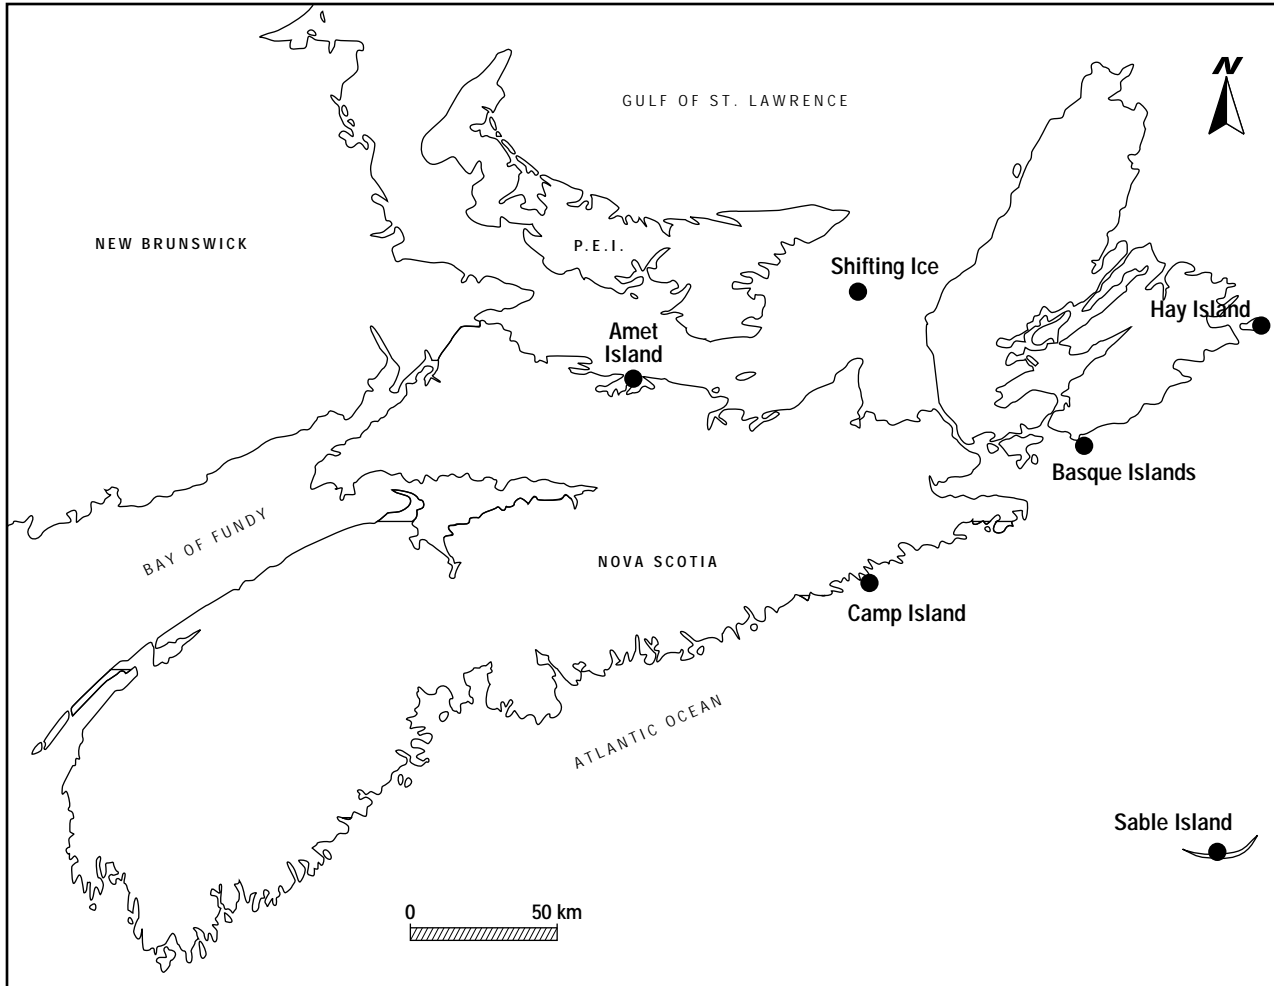 N
GULF OF ST. LAWRENCE
NEW BRUNSWICK
P.E.I.
Shifting Ice
Hay Island
Amet
Island
Basque Islands
BAY OF FUNDY
NOVA SCOTIA
Camp Island
ATLANTIC OCEAN
Sable Island
0 50 km